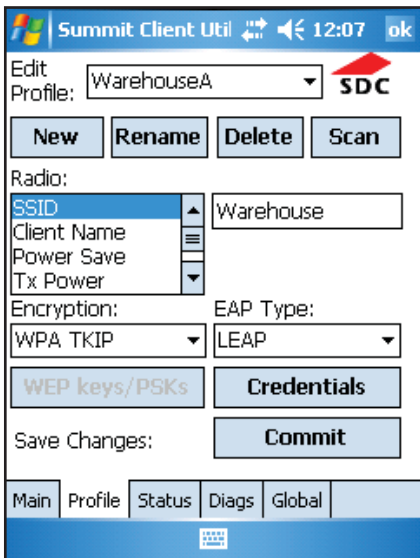 Summit Client Util 12:07 ok
Edit Profile: WarehouseA SDC
New Rename Delete Scan
Radio:
SSID Warehouse
Client Name
Power Save
Tx Power
Encryption: EAP Type:
WPA TKIP LEAP
WEP keys/PSKs Credentials
Save Changes: Commit
Main Profile Status Diags Global